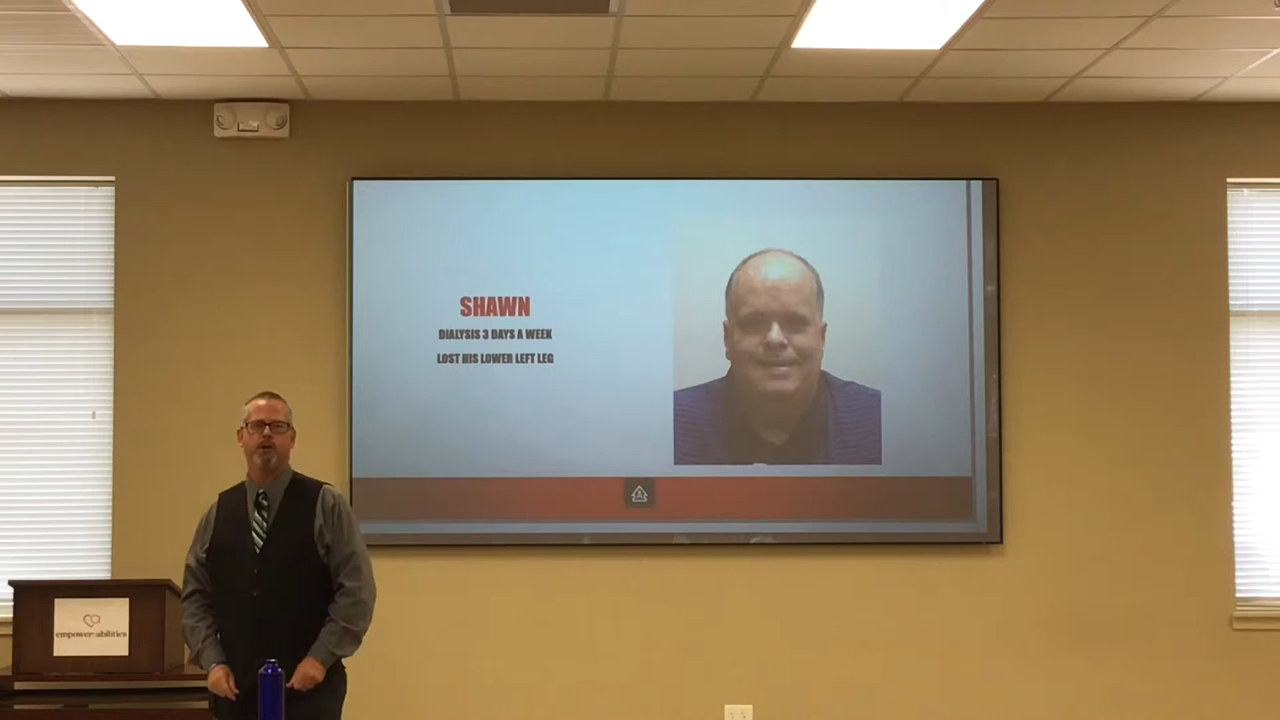 SHAWN
DIALYSIS 3 DAYS A WEEK
LOST HIS LOWER LEFT LEG
empower:abilities